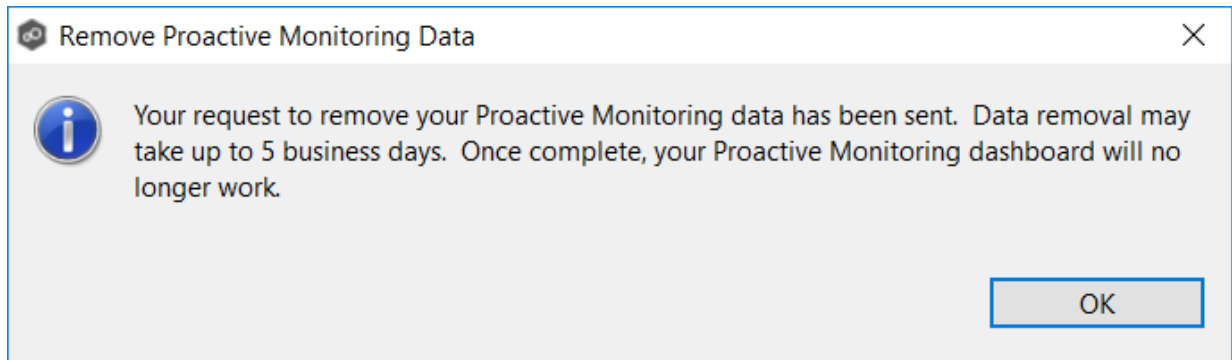 Remove Proactive Monitoring Data
Your request to remove your Proactive Monitoring data has been sent.  Data removal may
take up to 5 business days.  Once complete, your Proactive Monitoring dashboard will no
longer work.
OK